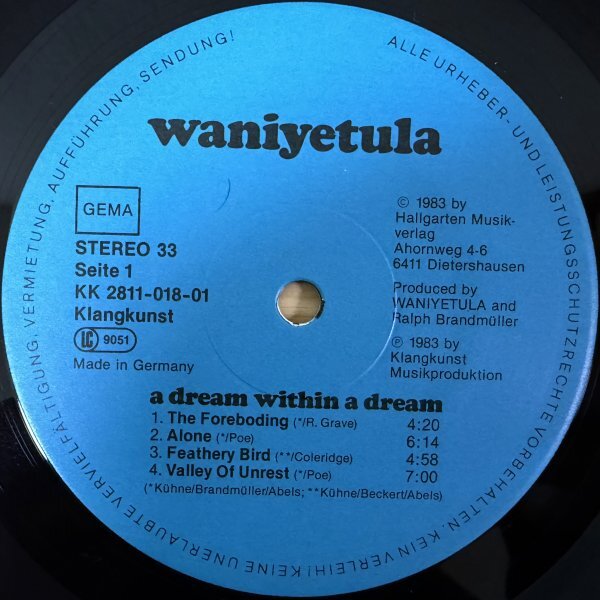 ALLE URHEBER- UND LEISTUNGSSCHUTZRECHTE VORBEHALTEN. KEIN VERLEIH! KEINE UNERLAUBTE VERVIELFÄLTIGUNG, VERMIETUNG, AUFFÜHRUNG, SENDUNG!
waniyetula
GEMA
STEREO 33
Seite 1
KK 2811-018-01
Klangkunst
LC 9051
Made in Germany
© 1983 by
Hallgarten Musik-
verlag
Ahornweg 4-6
6411 Dietershausen
Produced by
WANIYETULA and
Ralph Brandmüller
℗ 1983 by
Klangkunst
Musikproduktion
a dream within a dream
1. The Foreboding (*/R. Grave) 4:20
2. Alone (*/Poe) 6:14
3. Feathery Bird (**/Coleridge) 4:58
4. Valley Of Unrest (*/Poe) 7:00
(*Kühne/Brandmüller/Abels; **Kühne/Beckert/Abels)